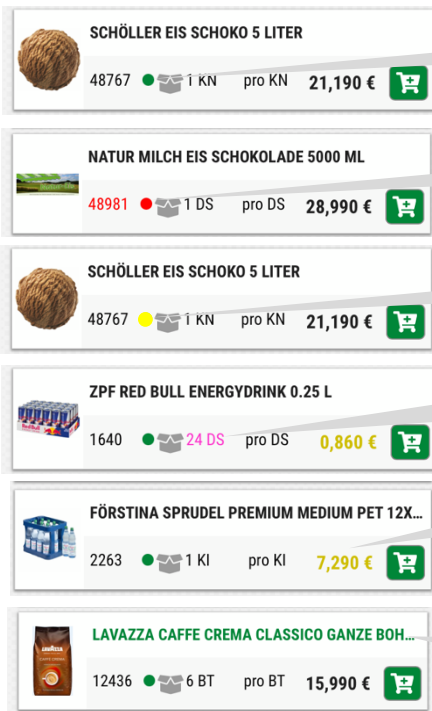 SCHÖLLER EIS SCHOKO 5 LITER
48767 1 KN pro KN 21,190 €
NATUR MILCH EIS SCHOKOLADE 5000 ML
48981 1 DS pro DS 28,990 €
SCHÖLLER EIS SCHOKO 5 LITER
48767 1 KN pro KN 21,190 €
ZPF RED BULL ENERGYDRINK 0.25 L
1640 24 DS pro DS 0,860 €
FÖRSTINA SPRUDEL PREMIUM MEDIUM PET 12X...
2263 1 KI pro KI 7,290 €
LAVAZZA CAFFE CREMA CLASSICO GANZE BOH...
12436 6 BT pro BT 15,990 €